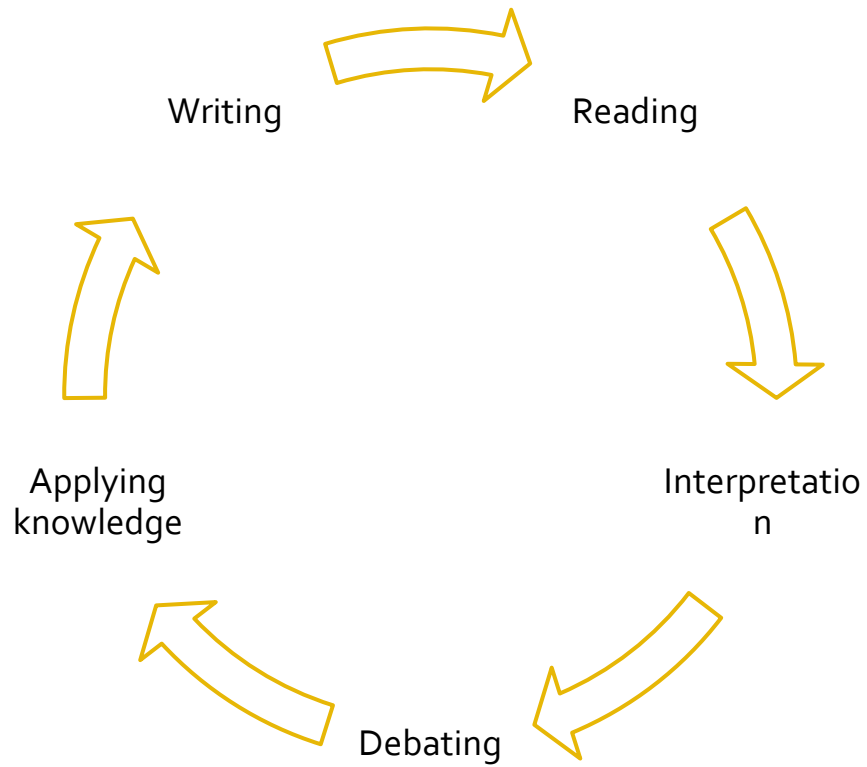 Writing
Reading
Interpretatio
n
Debating
Applying
knowledge